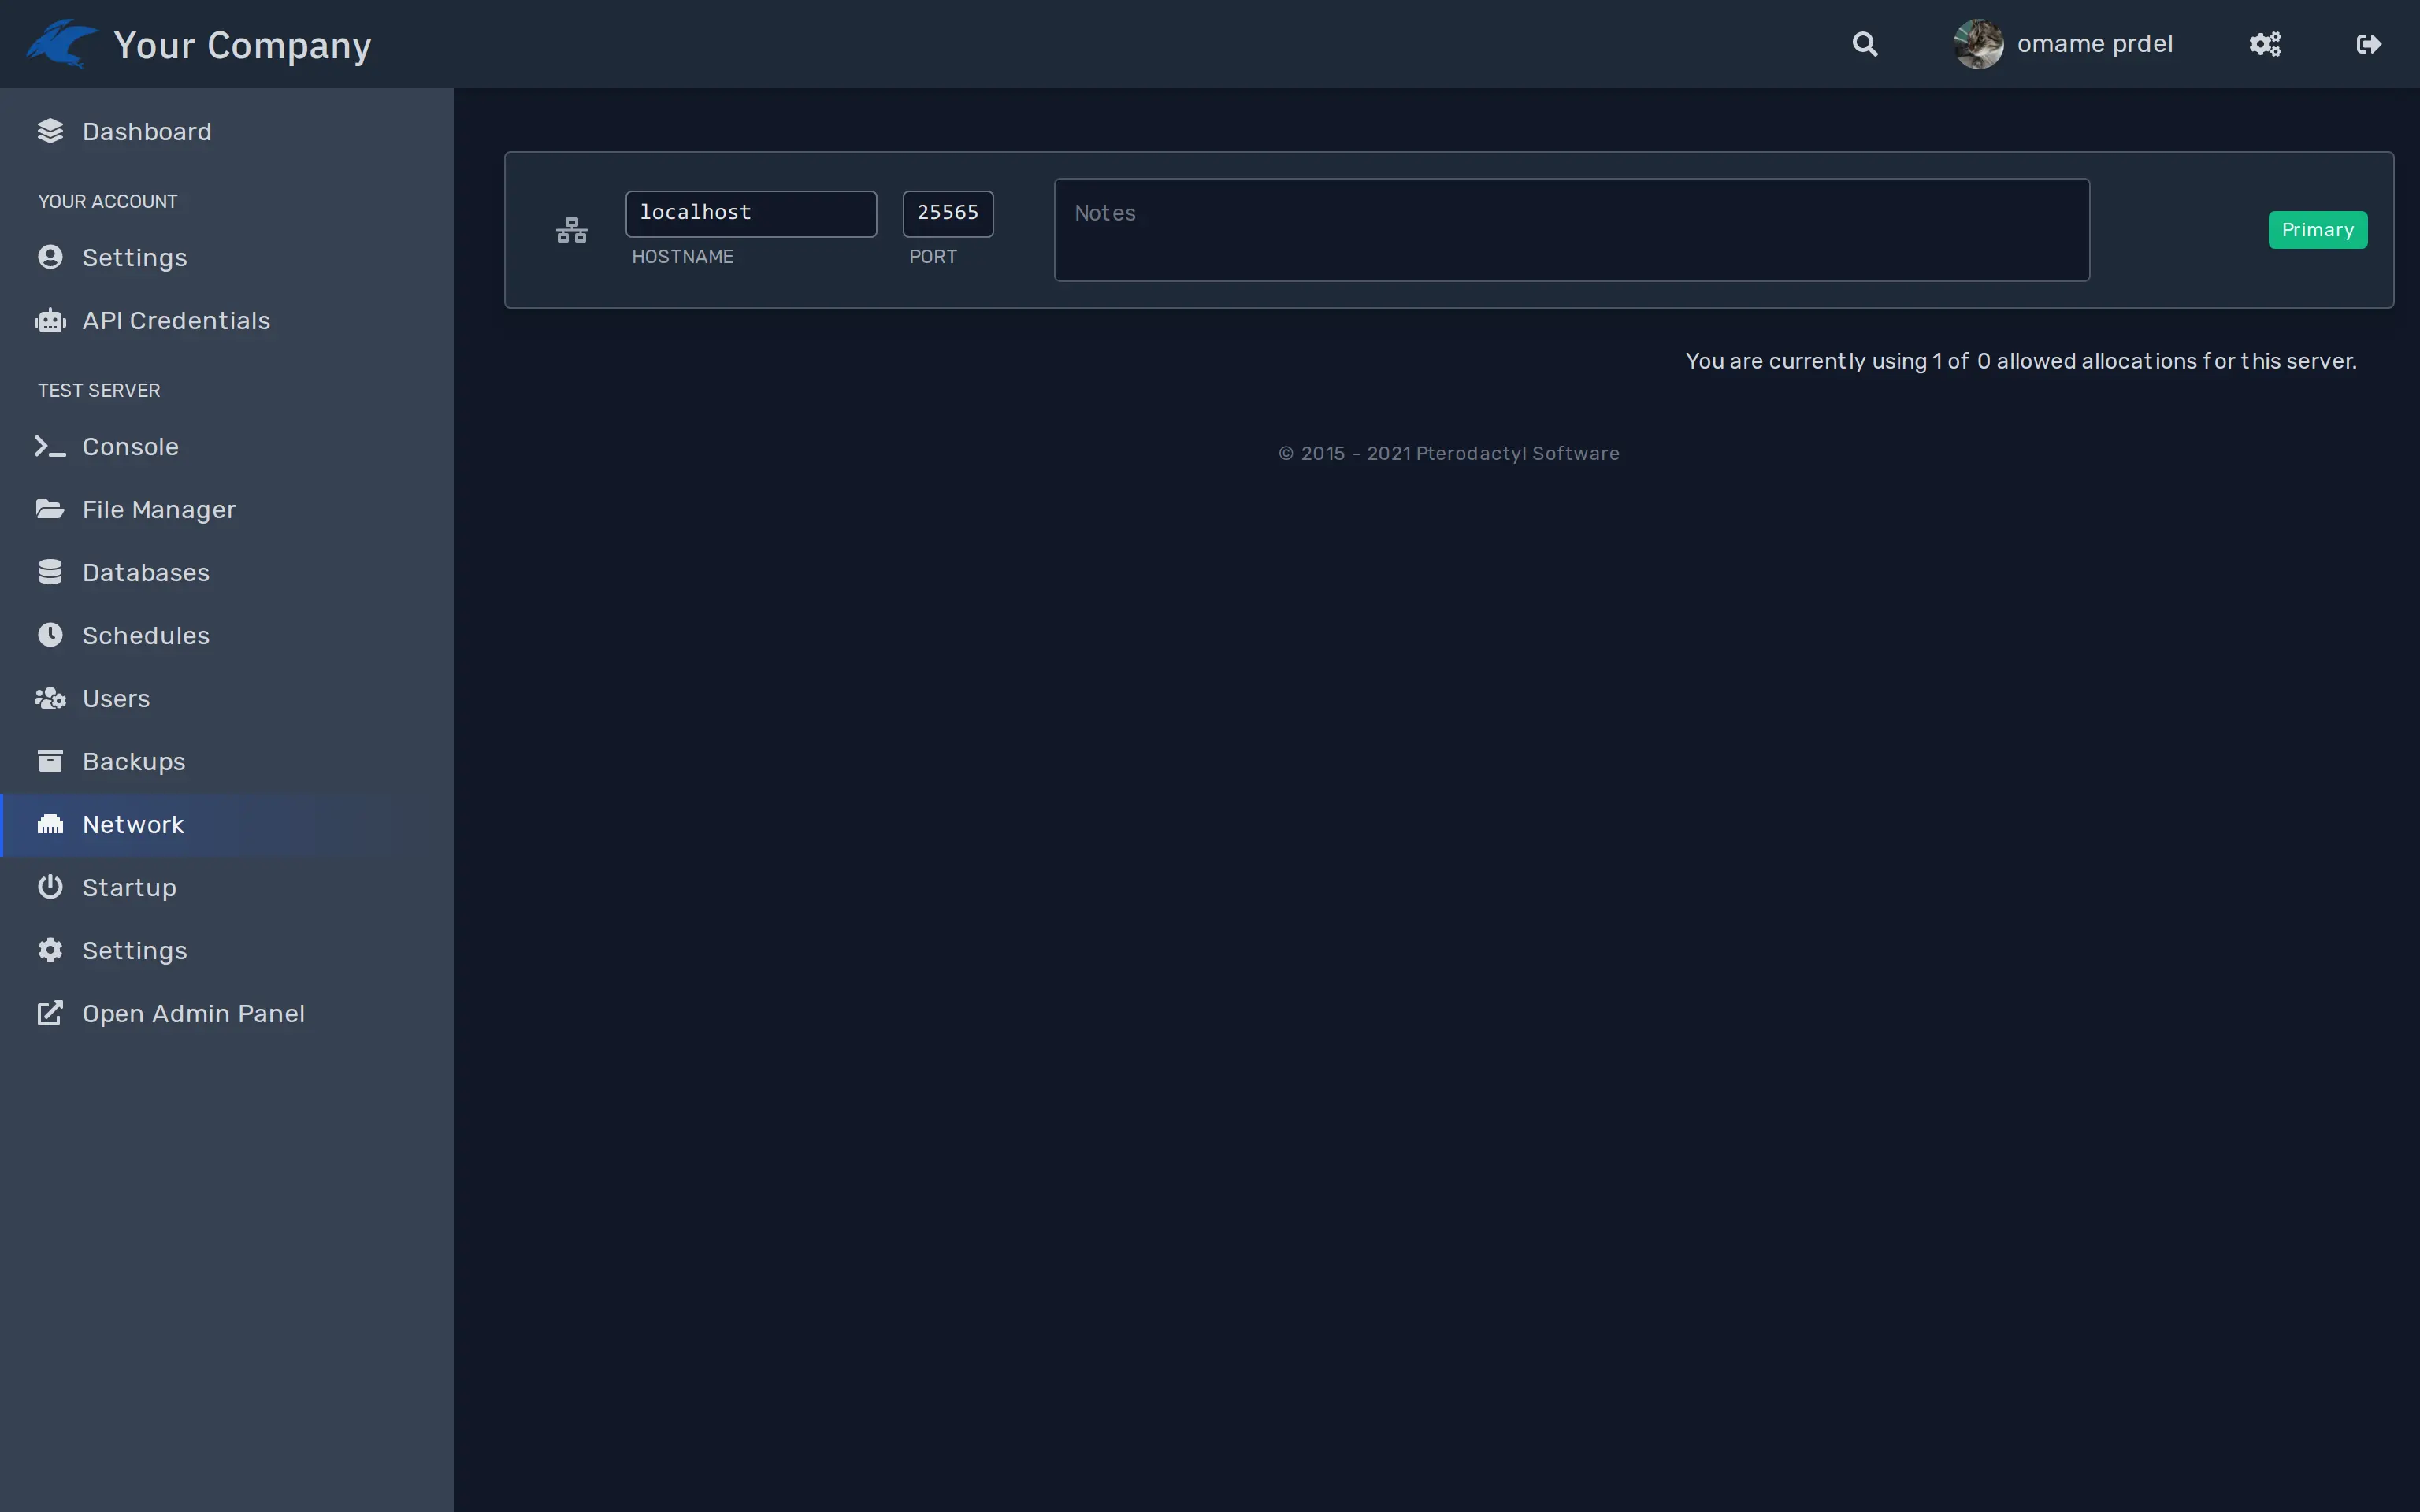 Your Company
omame prdel
Dashboard
YOUR ACCOUNT
Settings
API Credentials
TEST SERVER
Console
File Manager
Databases
Schedules
Users
Backups
Network
Startup
Settings
Open Admin Panel
localhost
25565
HOSTNAME
PORT
Notes
Primary
You are currently using 1 of 0 allowed allocations for this server.
© 2015 - 2021 Pterodactyl Software